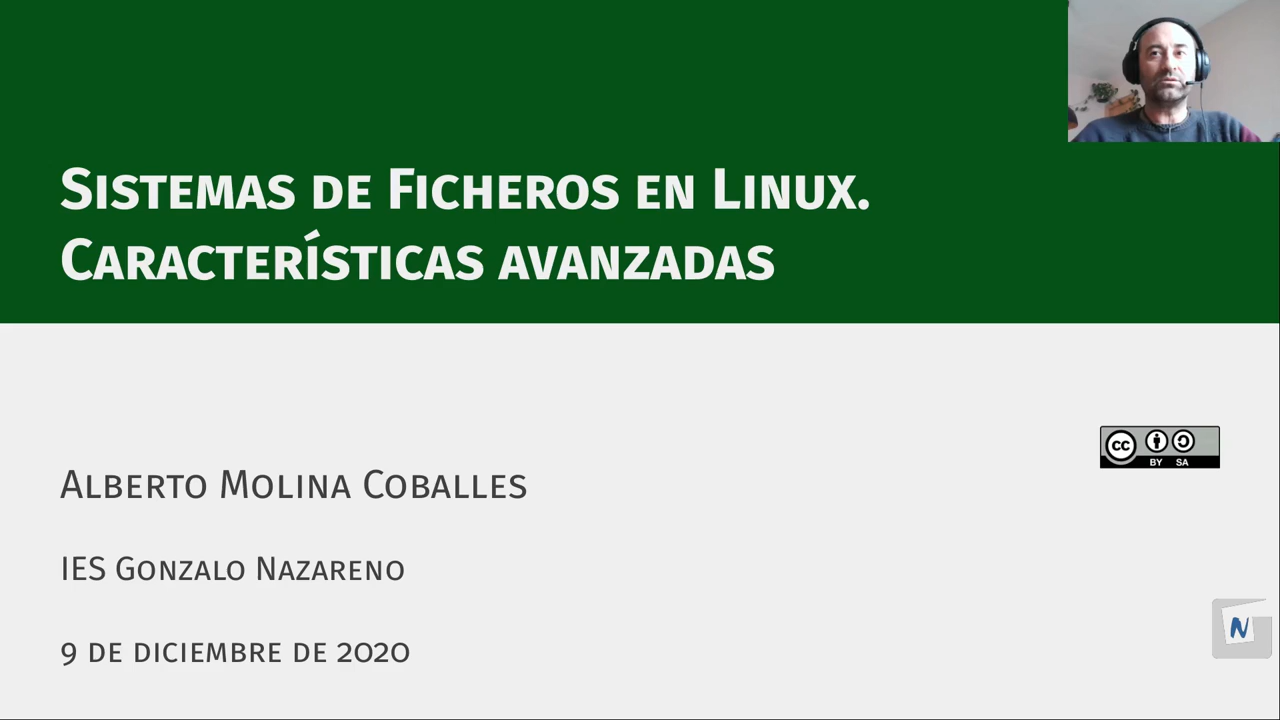 Sistemas de Ficheros en Linux.
Características avanzadas
Alberto Molina Coballes
cc
BY SA
IES Gonzalo Nazareno
9 de diciembre de 2020
N